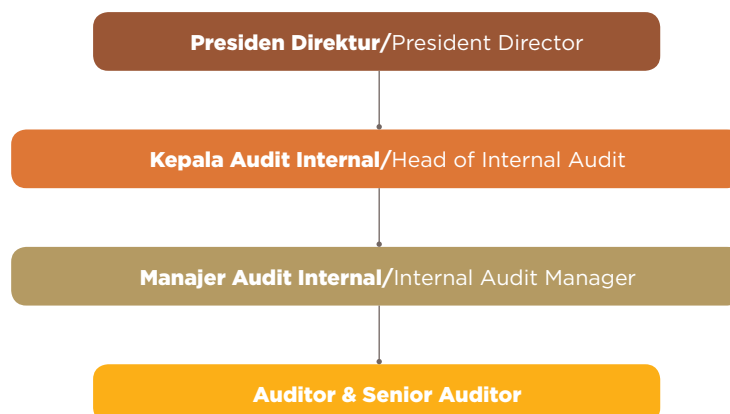 Presiden Direktur/President Director
Kepala Audit Internal/Head of Internal Audit
Manajer Audit Internal/Internal Audit Manager
Auditor & Senior Auditor